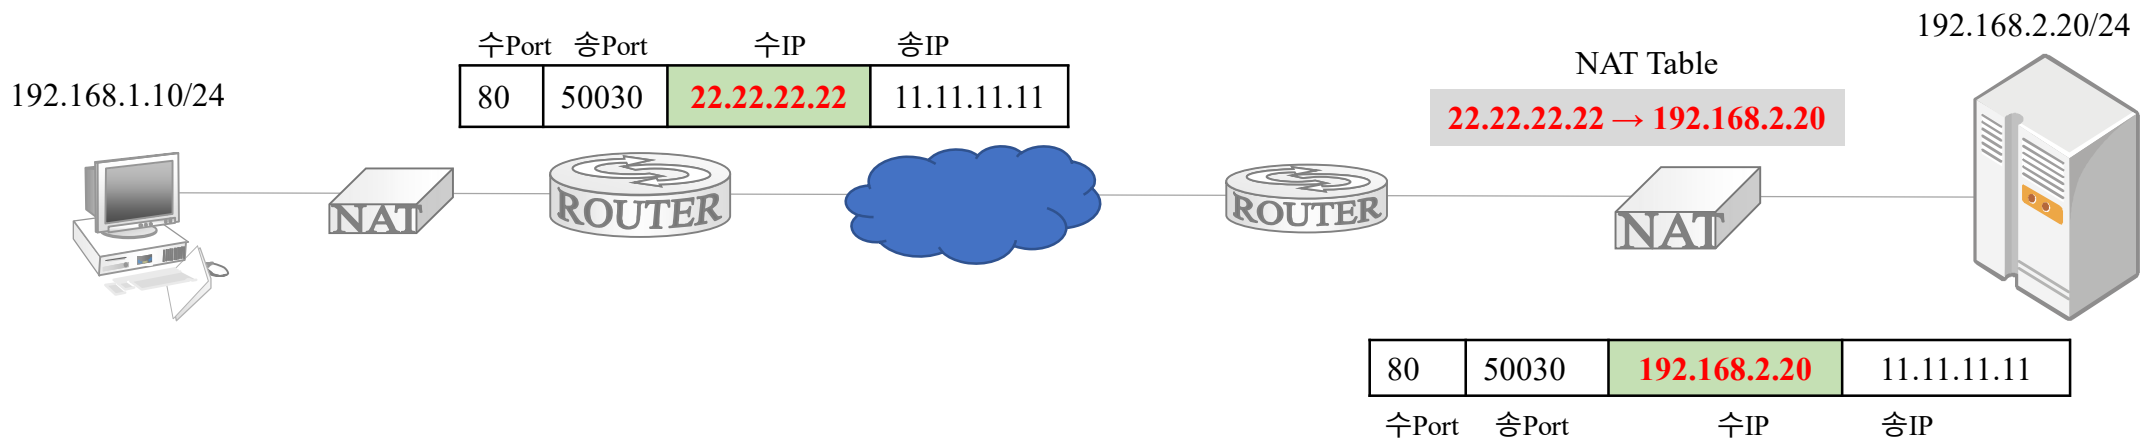 192.168.2.20/24
수Port 송Port 수IP 송IP
80 50030 22.22.22.22 11.11.11.11
192.168.1.10/24
NAT Table
22.22.22.22 → 192.168.2.20
NAT
ROUTER
ROUTER
NAT
80 50030 192.168.2.20 11.11.11.11
수Port 송Port 수IP 송IP